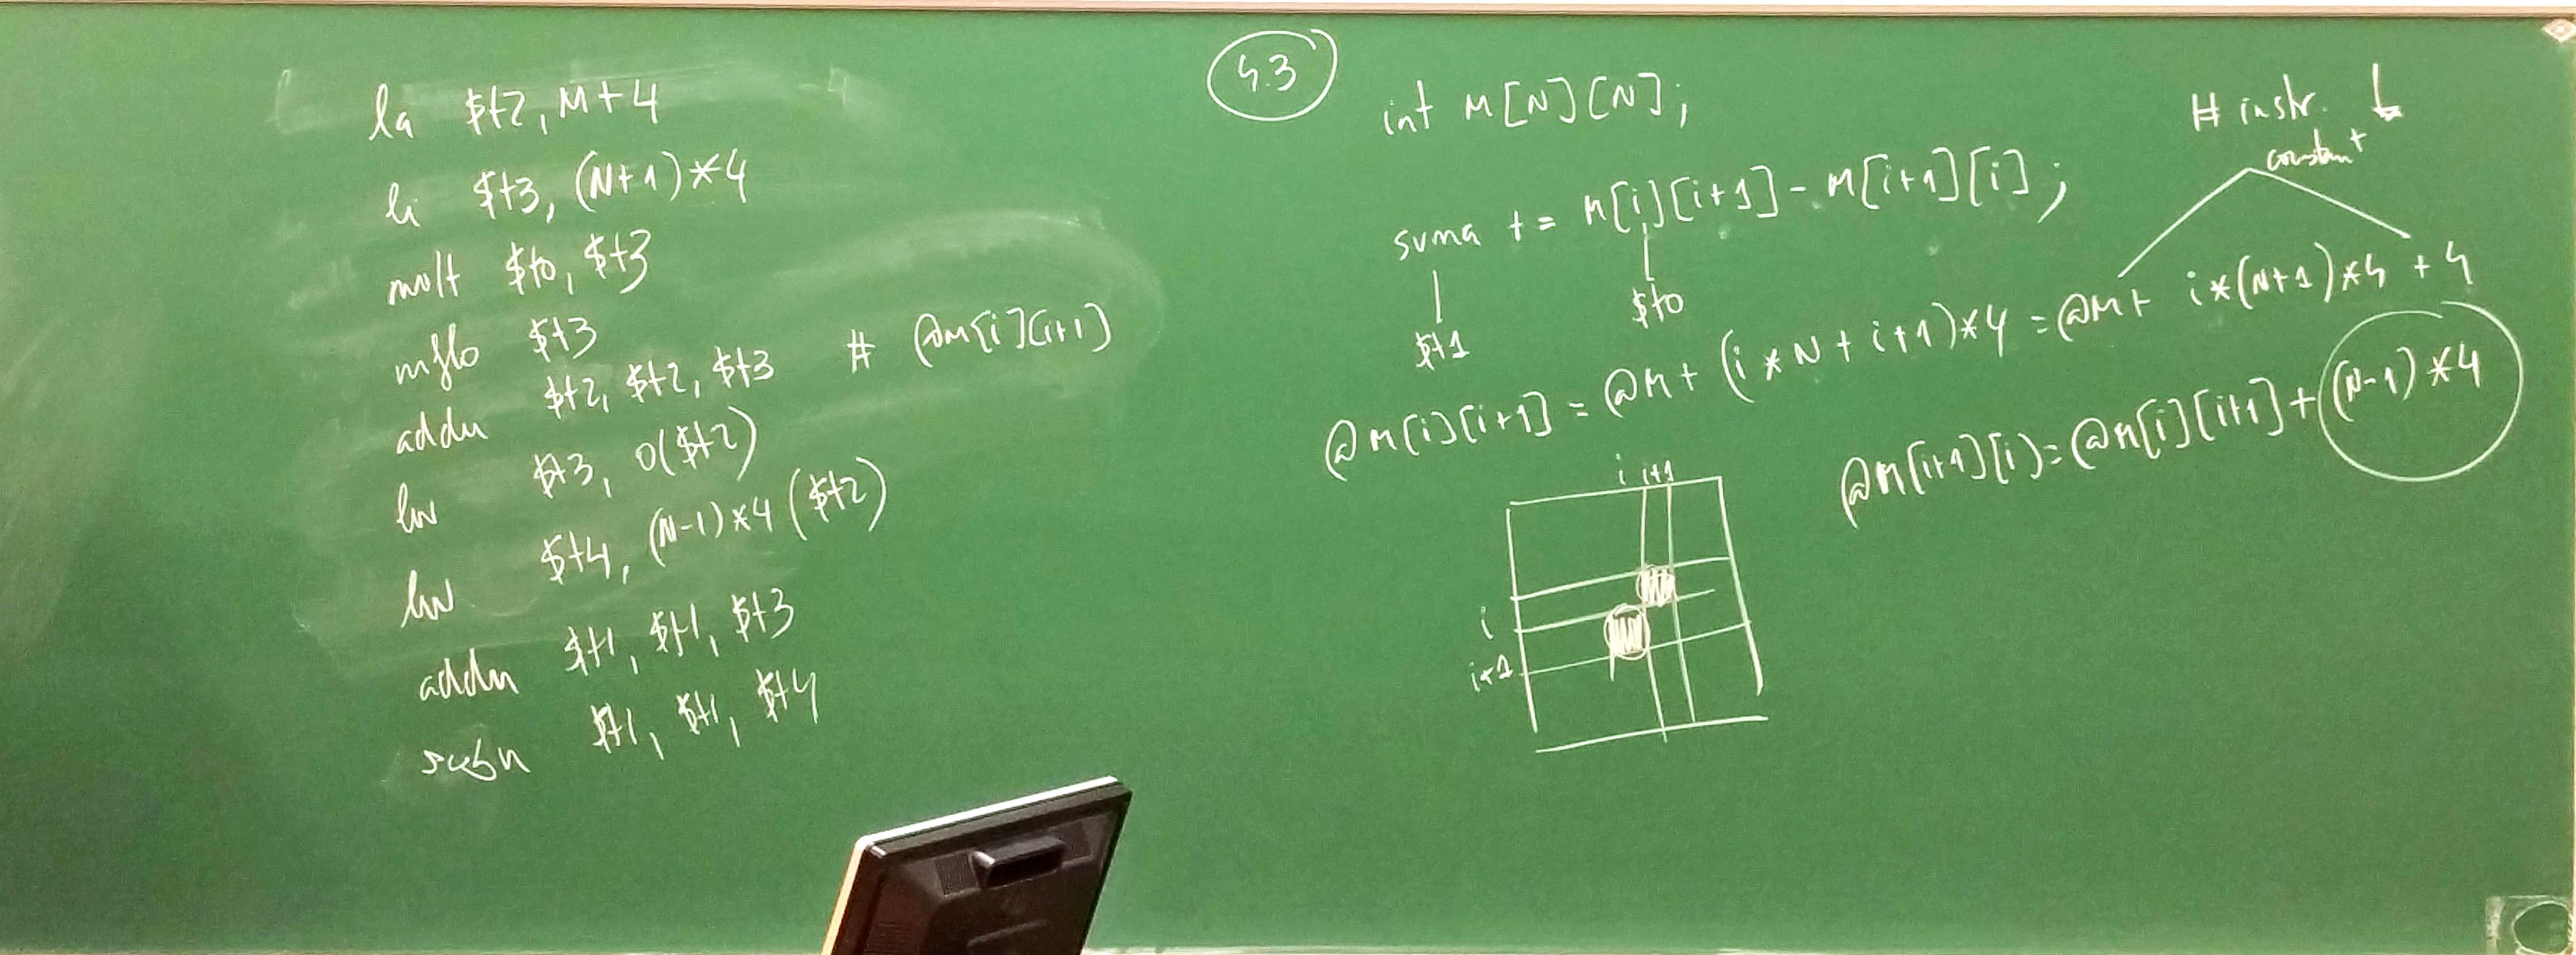 la $t2, M+4
li $t3, (N+1)*4
mult $t0, $t3
mflo $t3
addu $t2, $t2, $t3 # @M[i][i+1]
lw $t3, 0($t2)
lw $t4, (N-1)*4($t2)
addu $t1, $t1, $t3
subu $t1, $t1, $t4
4.3
int M[N][N];
# instr. ↓
constant
suma += M[i][i+1] - M[i+1][i];
$t1 $t0
@M[i][i+1] = @M + (i*N+i+1)*4 = @M + i*(N+1)*4 + 4
@M[i+1][i] = @M[i][i+1] + (N-1)*4
i i+1
i
i+1